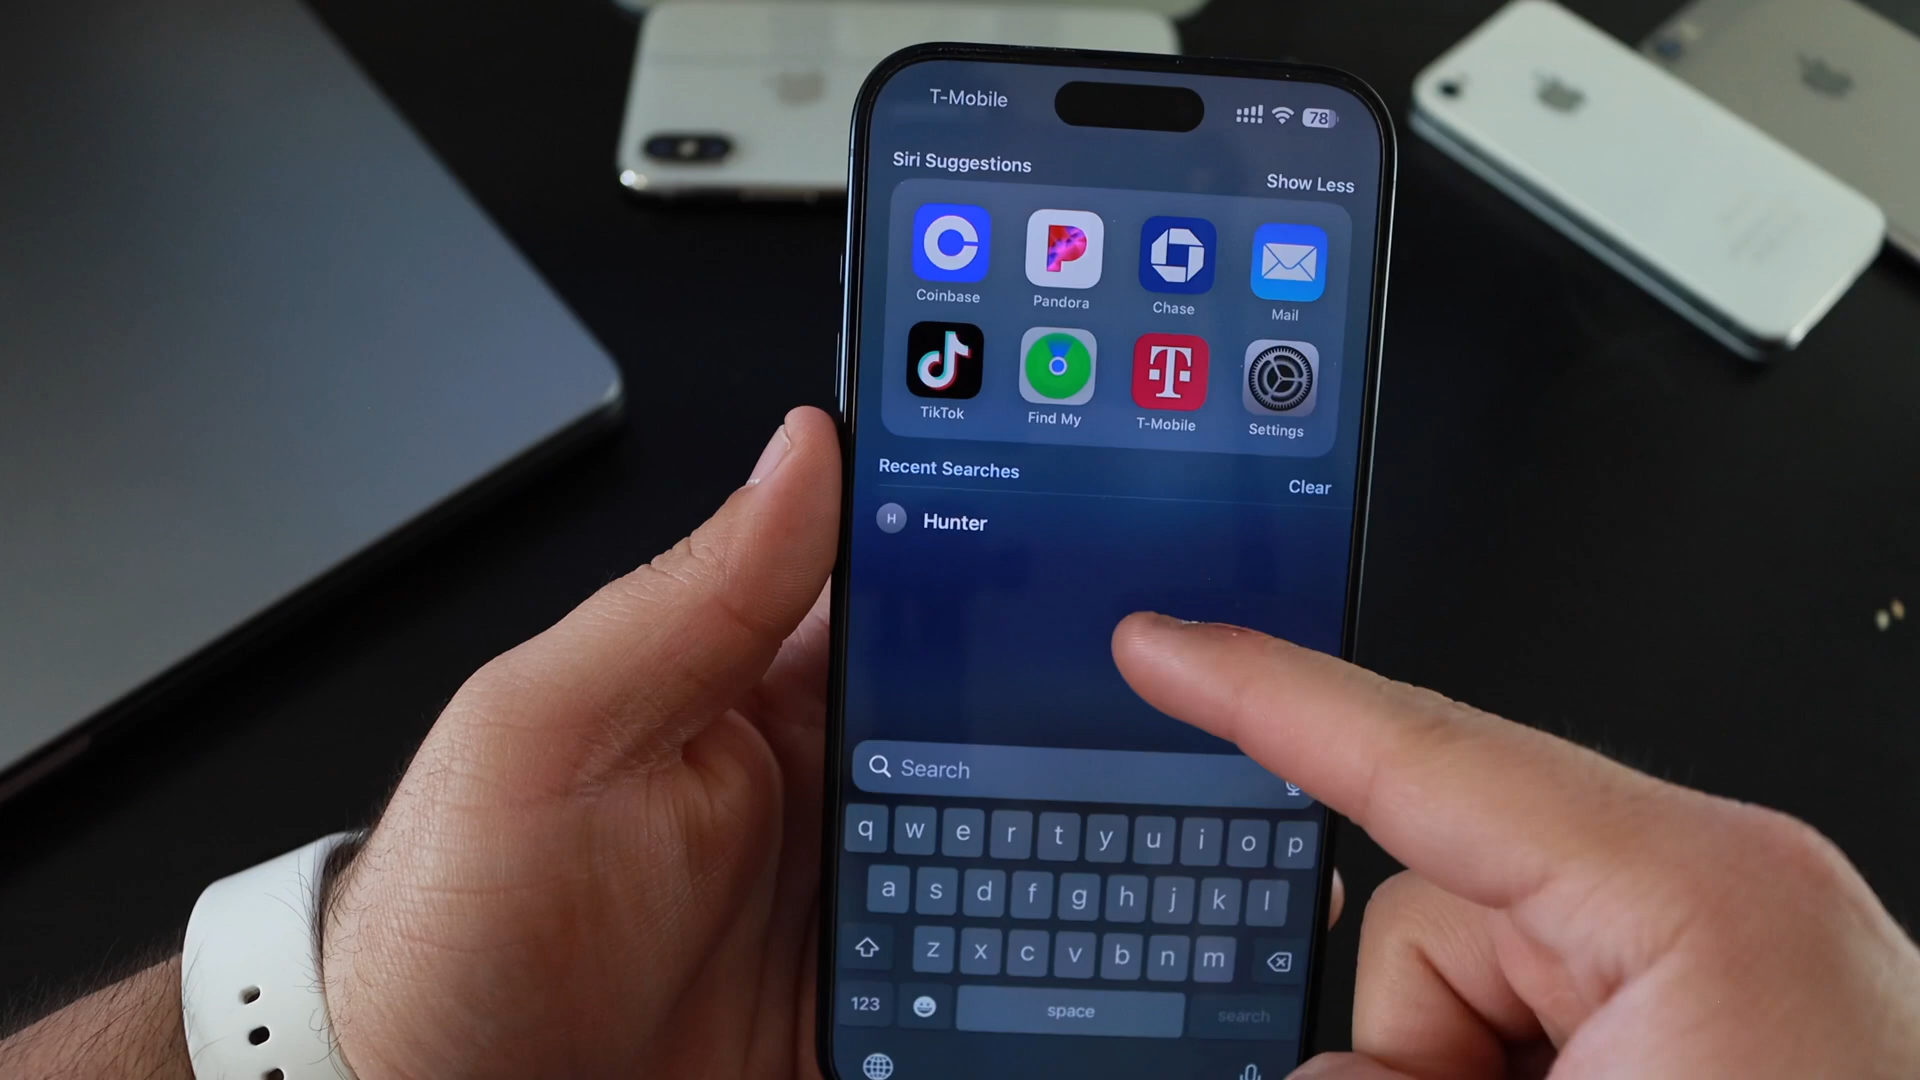 T-Mobile
78
Siri Suggestions
Show Less
Coinbase
Pandora
Chase
Mail
TikTok
Find My
T-Mobile
Settings
Recent Searches
Clear
H
Hunter
Search
q w e r t y u i o p
a s d f g h j k l
z x c v b n m
123
space
search